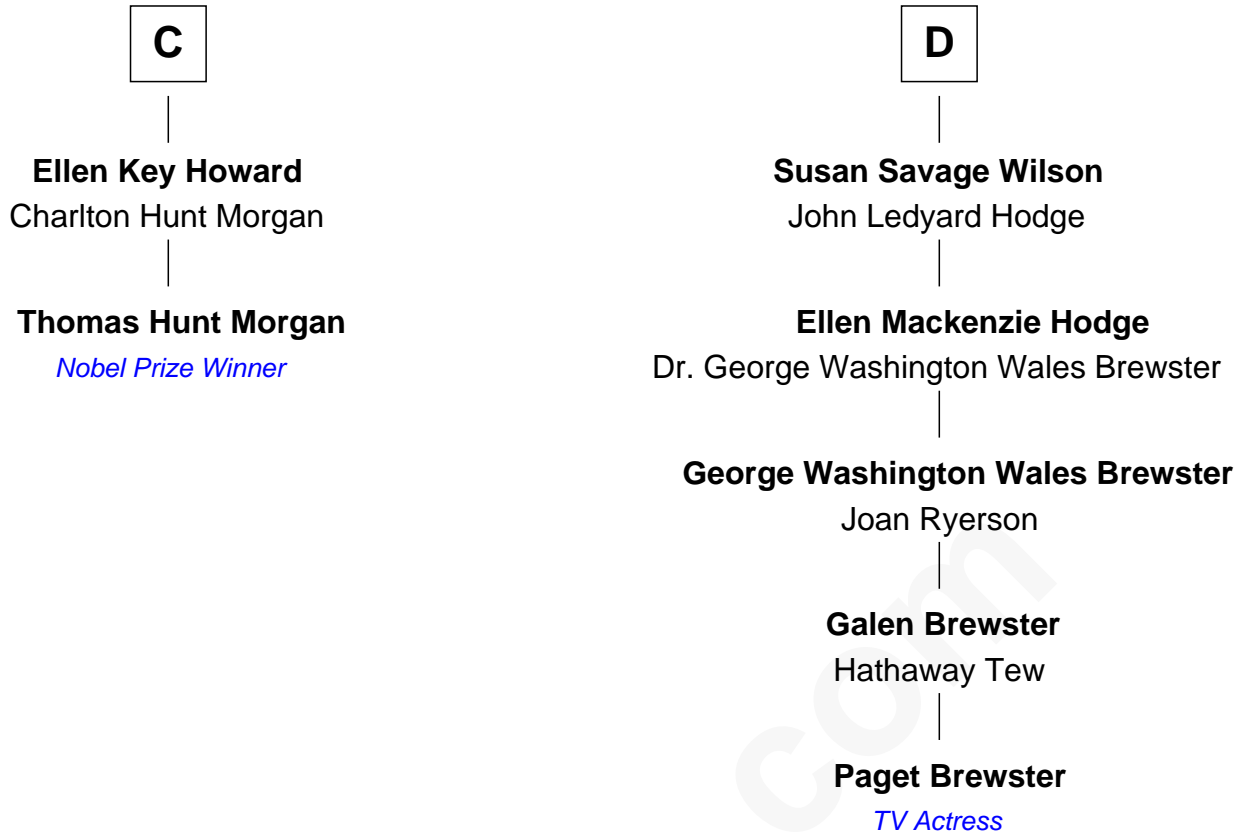 C
Ellen Key Howard
Charlton Hunt Morgan
Thomas Hunt Morgan
Nobel Prize Winner
D
Susan Savage Wilson
John Ledyard Hodge
Ellen Mackenzie Hodge
Dr. George Washington Wales Brewster
George Washington Wales Brewster
Joan Ryerson
Galen Brewster
Hathaway Tew
Paget Brewster
TV Actress
com